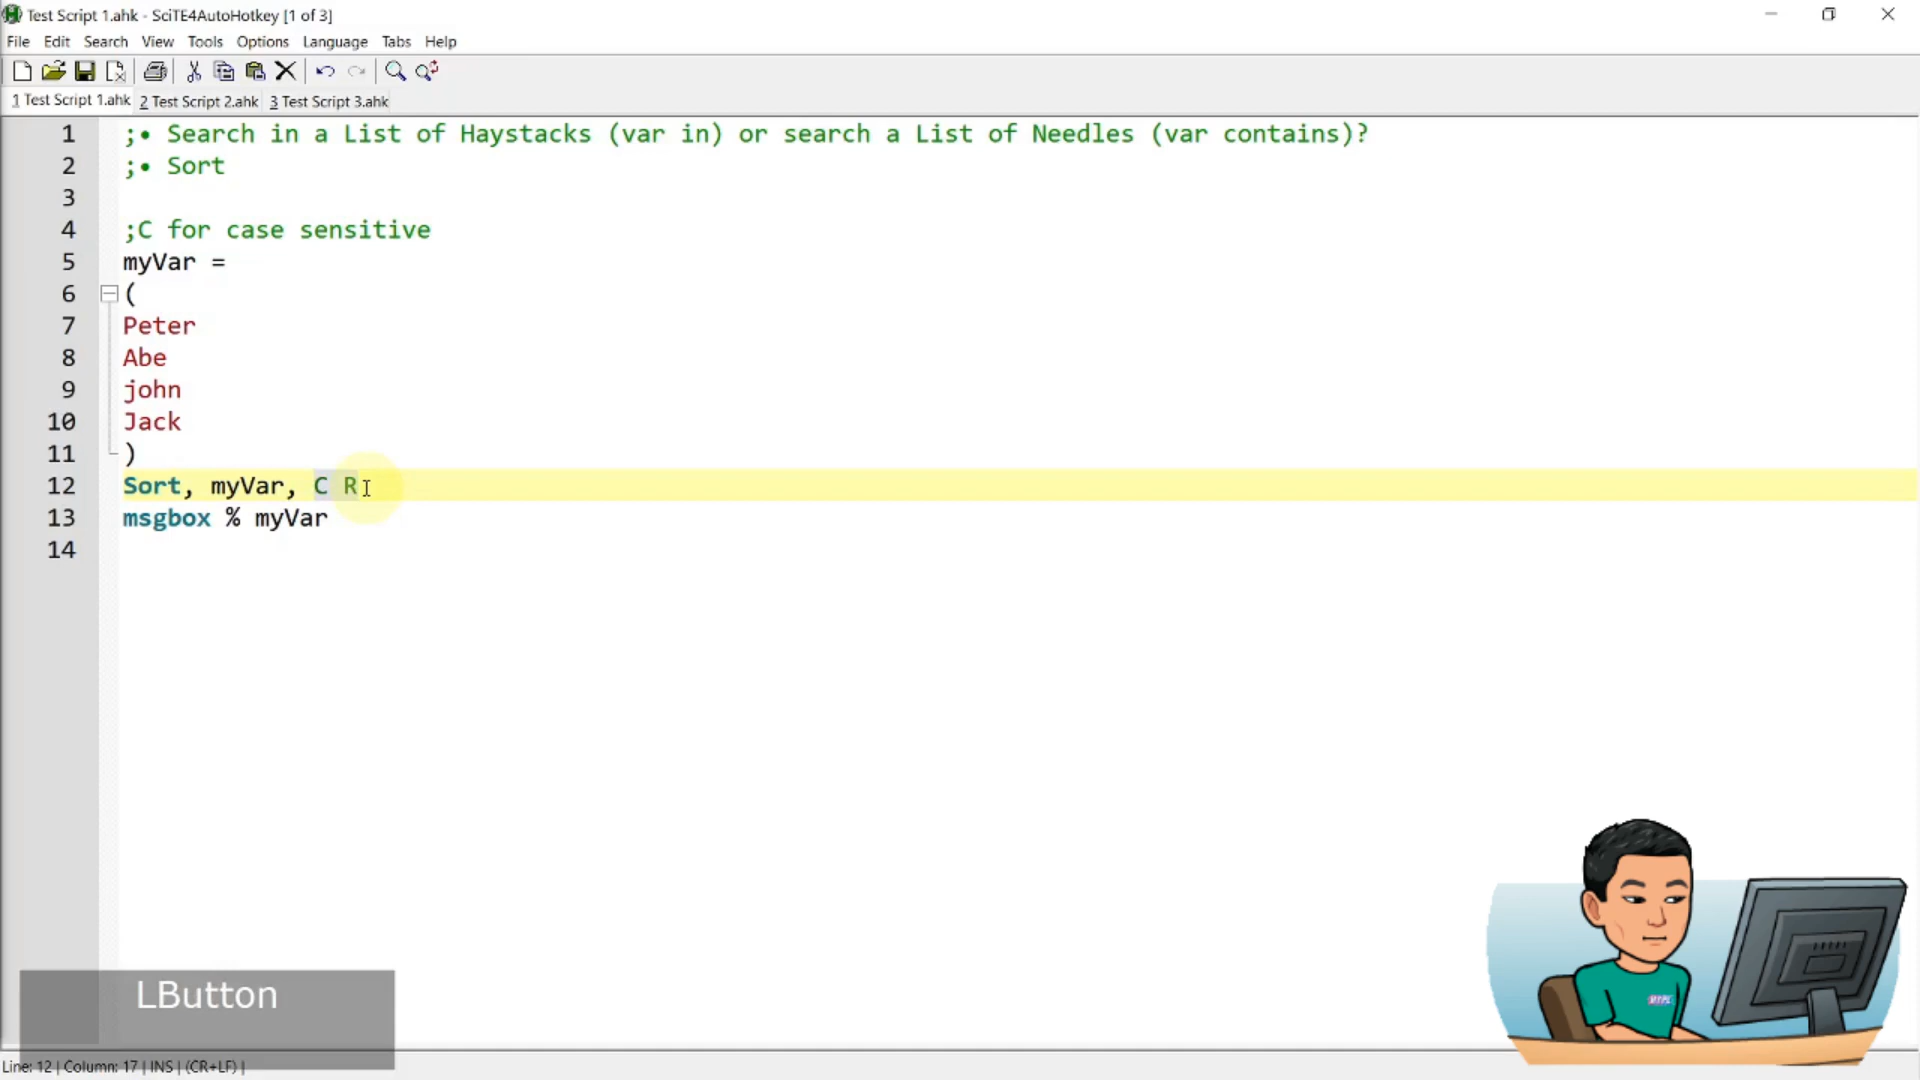 Test Script 1.ahk - SciTE4AutoHotkey [1 of 3]
File Edit Search View Tools Options Language Tabs Help
1 Test Script 1.ahk 2 Test Script 2.ahk 3 Test Script 3.ahk
1 ;• Search in a List of Haystacks (var in) or search a List of Needles (var contains)?
2 ;• Sort
3
4 ;C for case sensitive
5 myVar =
6 (
7 Peter
8 Abe
9 john
10 Jack
11 )
12 Sort, myVar, C R
13 msgbox % myVar
14
LButton
Line: 12 | Column: 17 | INS | (CR+LF) |